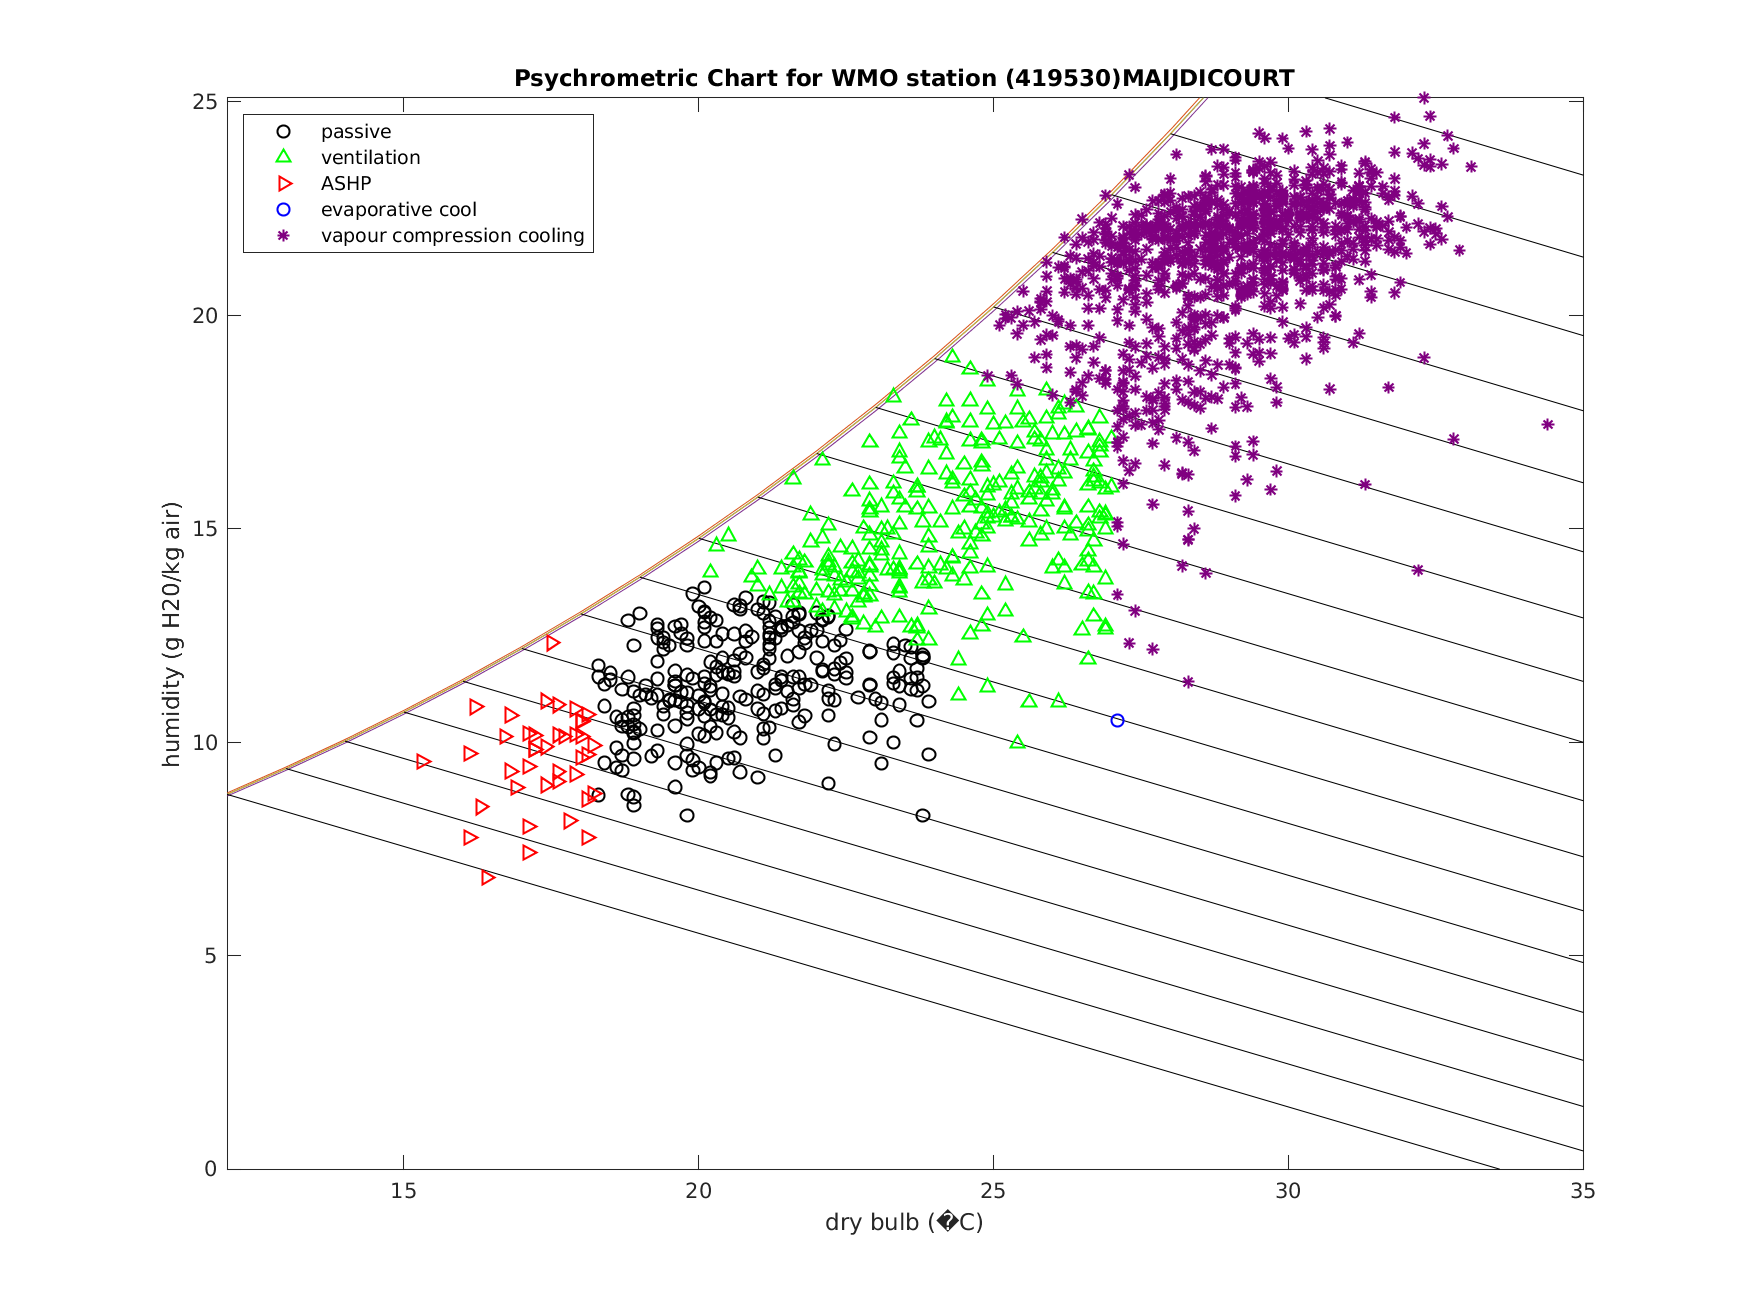 Psychrometric Chart for WMO station (419530)MAIJDICOURT
passive
ventilation
ASHP
evaporative cool
vapour compression cooling
humidity (g H20/kg air)
25
20
15
10
5
0
15
20
25
30
35
dry bulb (�C)